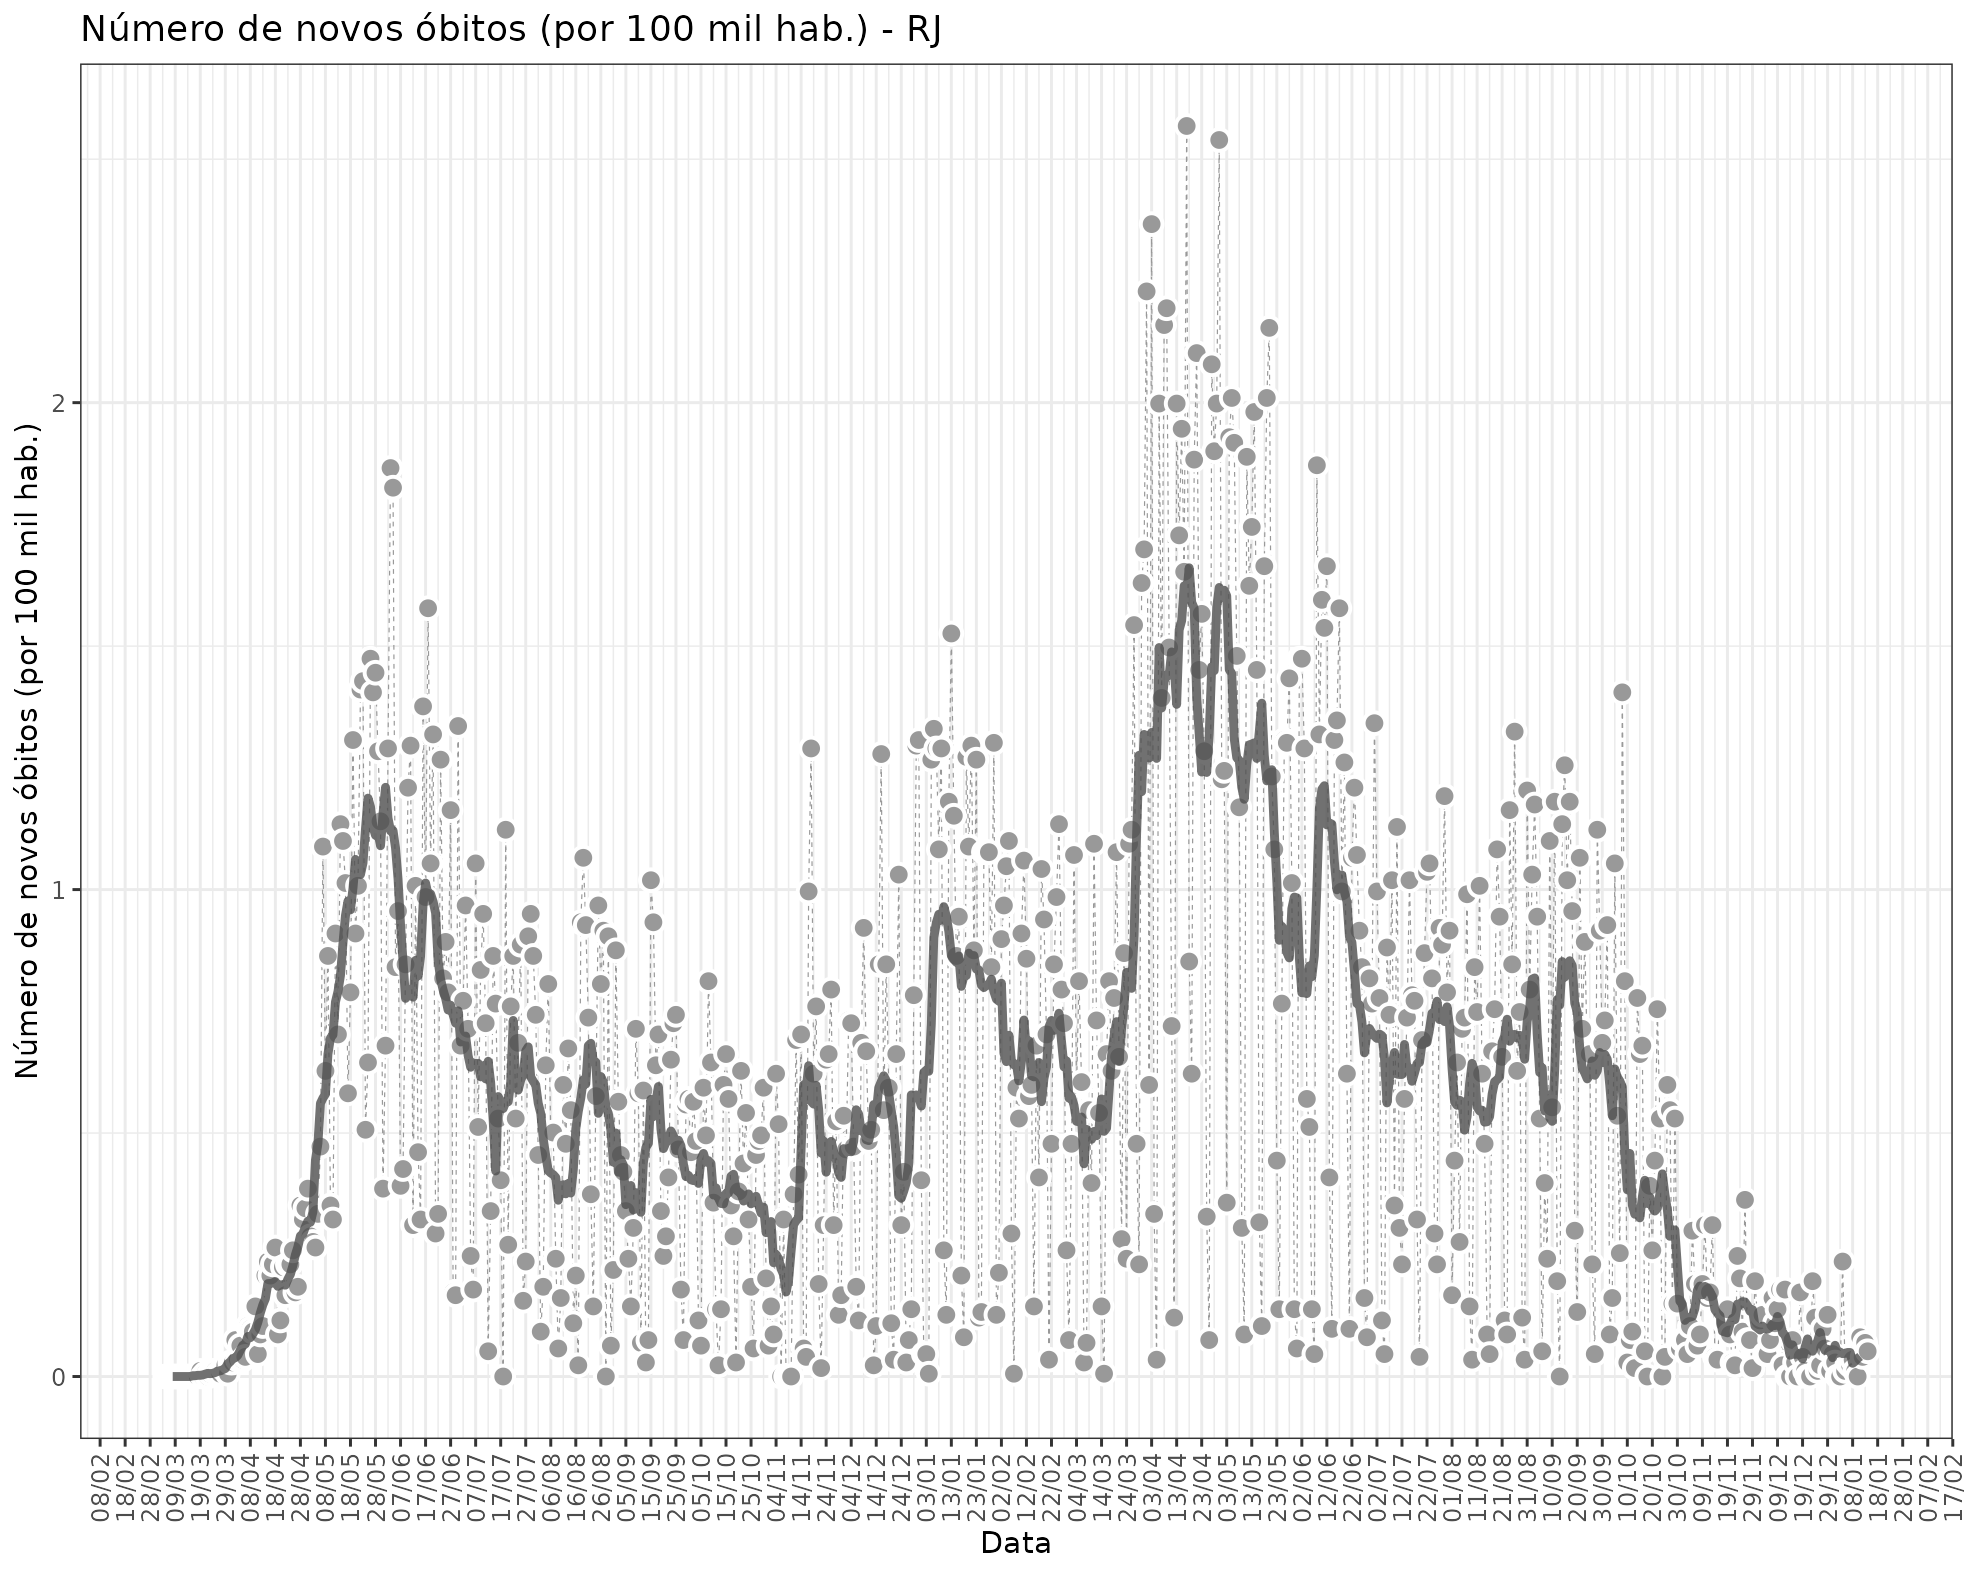 Número de novos óbitos (por 100 mil hab.) - RJ
Número de novos óbitos (por 100 mil hab.)
2
1
0
08/02 18/02 28/02 09/03 19/03 29/03 08/04 18/04 28/04 08/05 18/05 28/05 07/06 17/06 27/06 07/07 17/07 27/07 06/08 16/08 26/08 05/09 15/09 25/09 05/10 15/10 25/10 04/11 14/11 24/11 04/12 14/12 24/12 03/01 13/01 23/01 02/02 12/02 22/02 04/03 14/03 24/03 03/04 13/04 23/04 03/05 13/05 23/05 02/06 12/06 22/06 02/07 12/07 22/07 01/08 11/08 21/08 31/08 10/09 20/09 30/09 10/10 20/10 30/10 09/11 19/11 29/11 09/12 19/12 29/12 08/01 18/01 28/01 07/02 17/02
Data